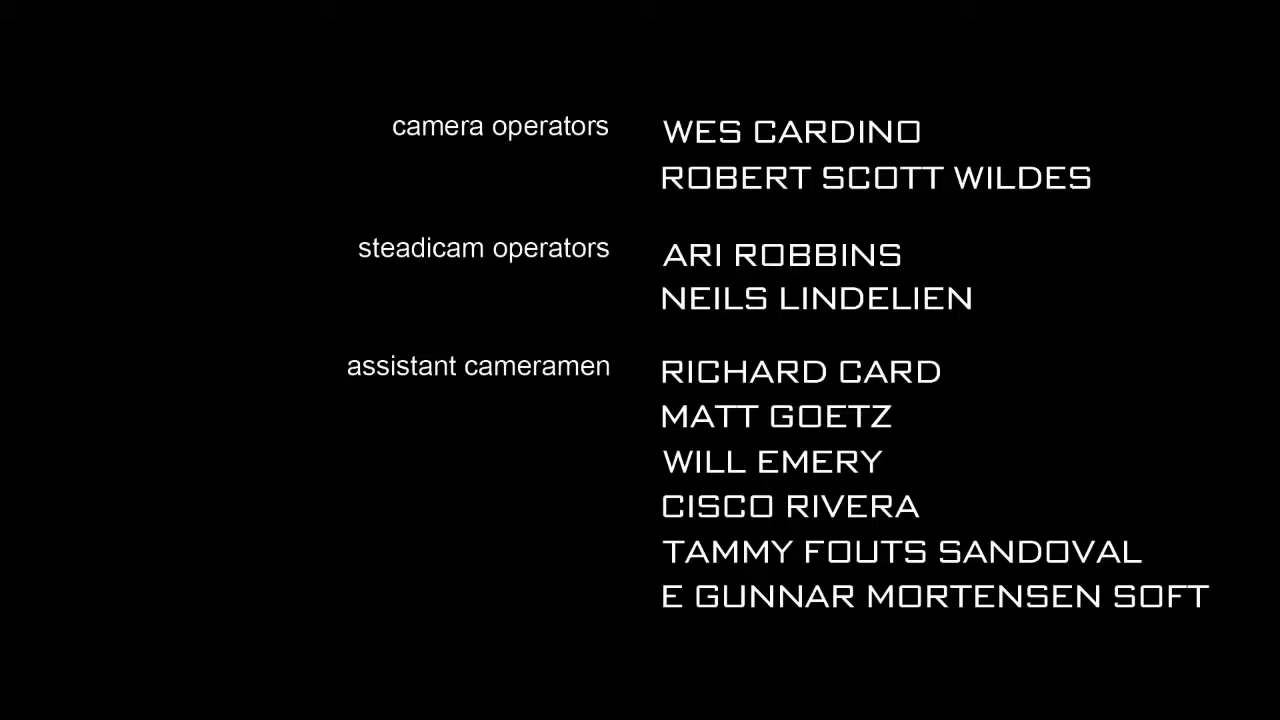 camera operators WES CARDINO
ROBERT SCOTT WILDES
steadicam operators ARI ROBBINS
NEILS LINDELIEN
assistant cameramen RICHARD CARD
MATT GOETZ
WILL EMERY
CISCO RIVERA
TAMMY FOUTS SANDOVAL
E GUNNAR MORTENSEN SOFT